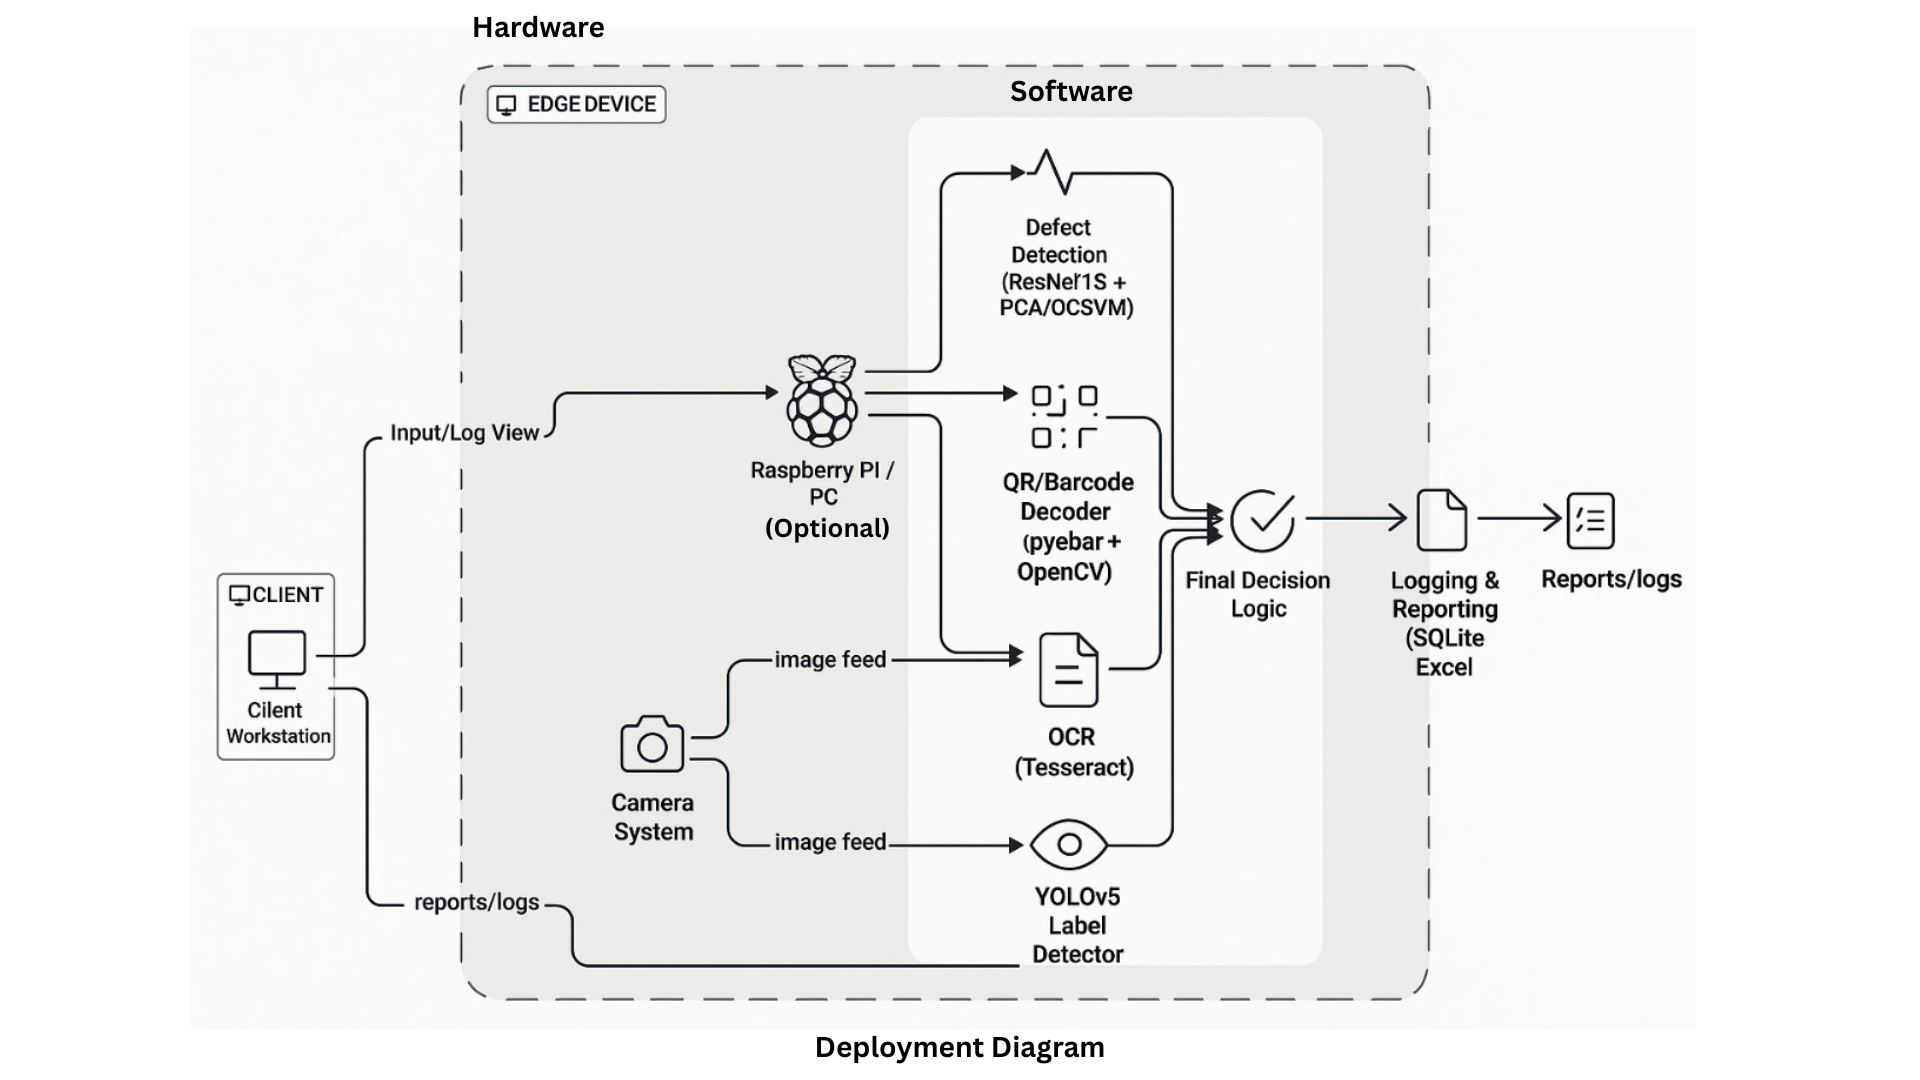 Hardware
EDGE DEVICE
Software
Defect
Detection
(ResNer1S +
PCA/OCSVM)
Input/Log View
Raspberry PI /
PC
(Optional)
QR/Barcode
Decoder
(pyebar +
OpenCV)
Final Decision
Logic
Logging &
Reporting
(SQLite
Excel
Reports/logs
CLIENT
Cilent
Workstation
image feed
OCR
(Tesseract)
Camera
System
image feed
reports/logs
YOLOv5
Label
Detector
Deployment Diagram